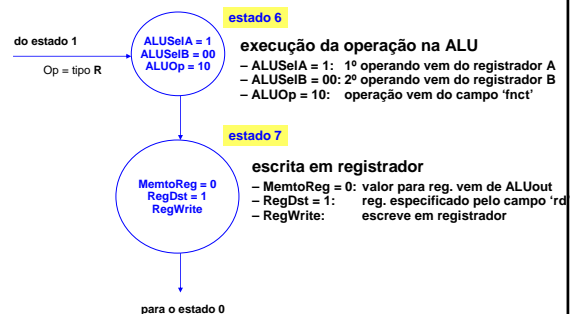 estado 6
do estado 1
Op = tipo R
ALUSelA = 1
ALUSelB = 00
ALUOp = 10
execução da operação na ALU
– ALUSelA = 1: 1º operando vem do registrador A
– ALUSelB = 00: 2º operando vem do registrador B
– ALUOp = 10: operação vem do campo ‘fnct’
estado 7
MemtoReg = 0
RegDst = 1
RegWrite
escrita em registrador
– MemtoReg = 0: valor para reg. vem de ALUout
– RegDst = 1: reg. especificado pelo campo ‘rd’
– RegWrite: escreve em registrador
para o estado 0